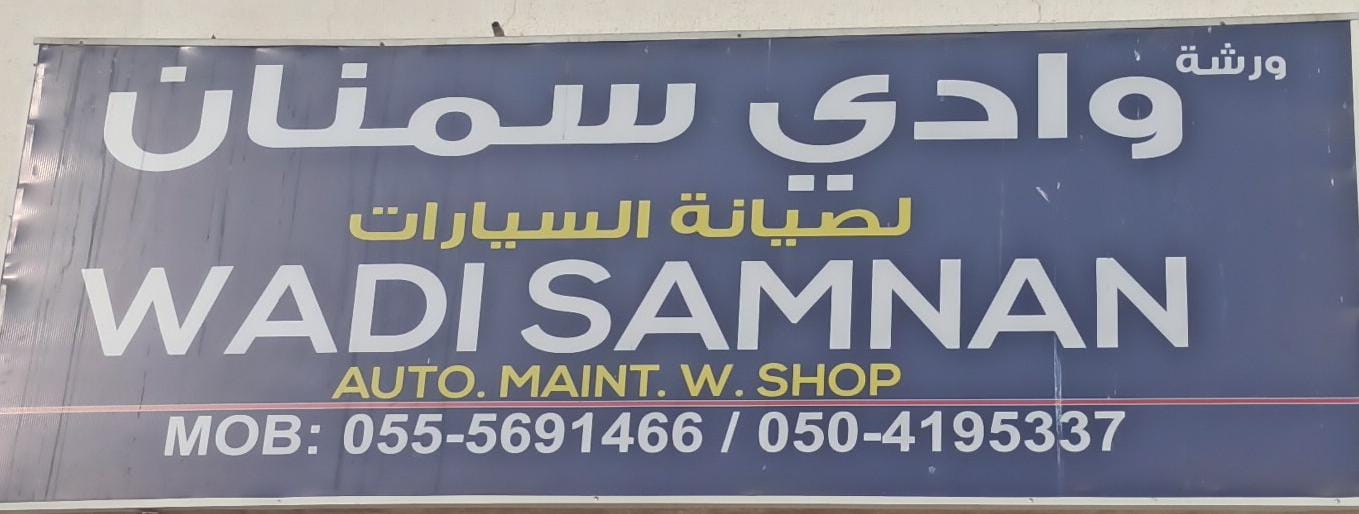 ورشة وادي سمنان
لصيانة السيارات
WADI SAMNAN
AUTO. MAINT. W. SHOP
MOB: 055-5691466 / 050-4195337